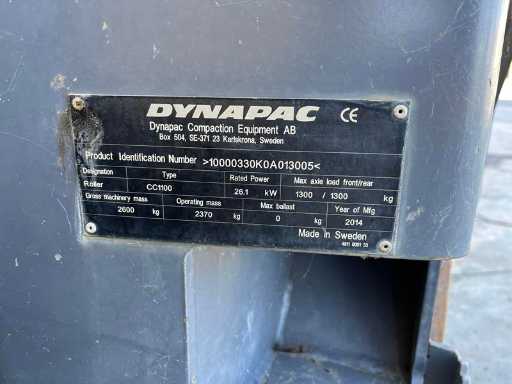 DYNAPAC CE
Dynapac Compaction Equipment AB
Box 504, SE-371 23 Karlskrona, Sweden
Product Identification Number >10000330K0A013005<
Designation Type Rated Power Max axle load front/rear
Roller CC1100 26.1 kW 1300 / 1300 kg
Gross machinery mass Operating mass Max ballast Year of Mfg
2600 kg 2370 kg 0 kg 2014
Made in Sweden